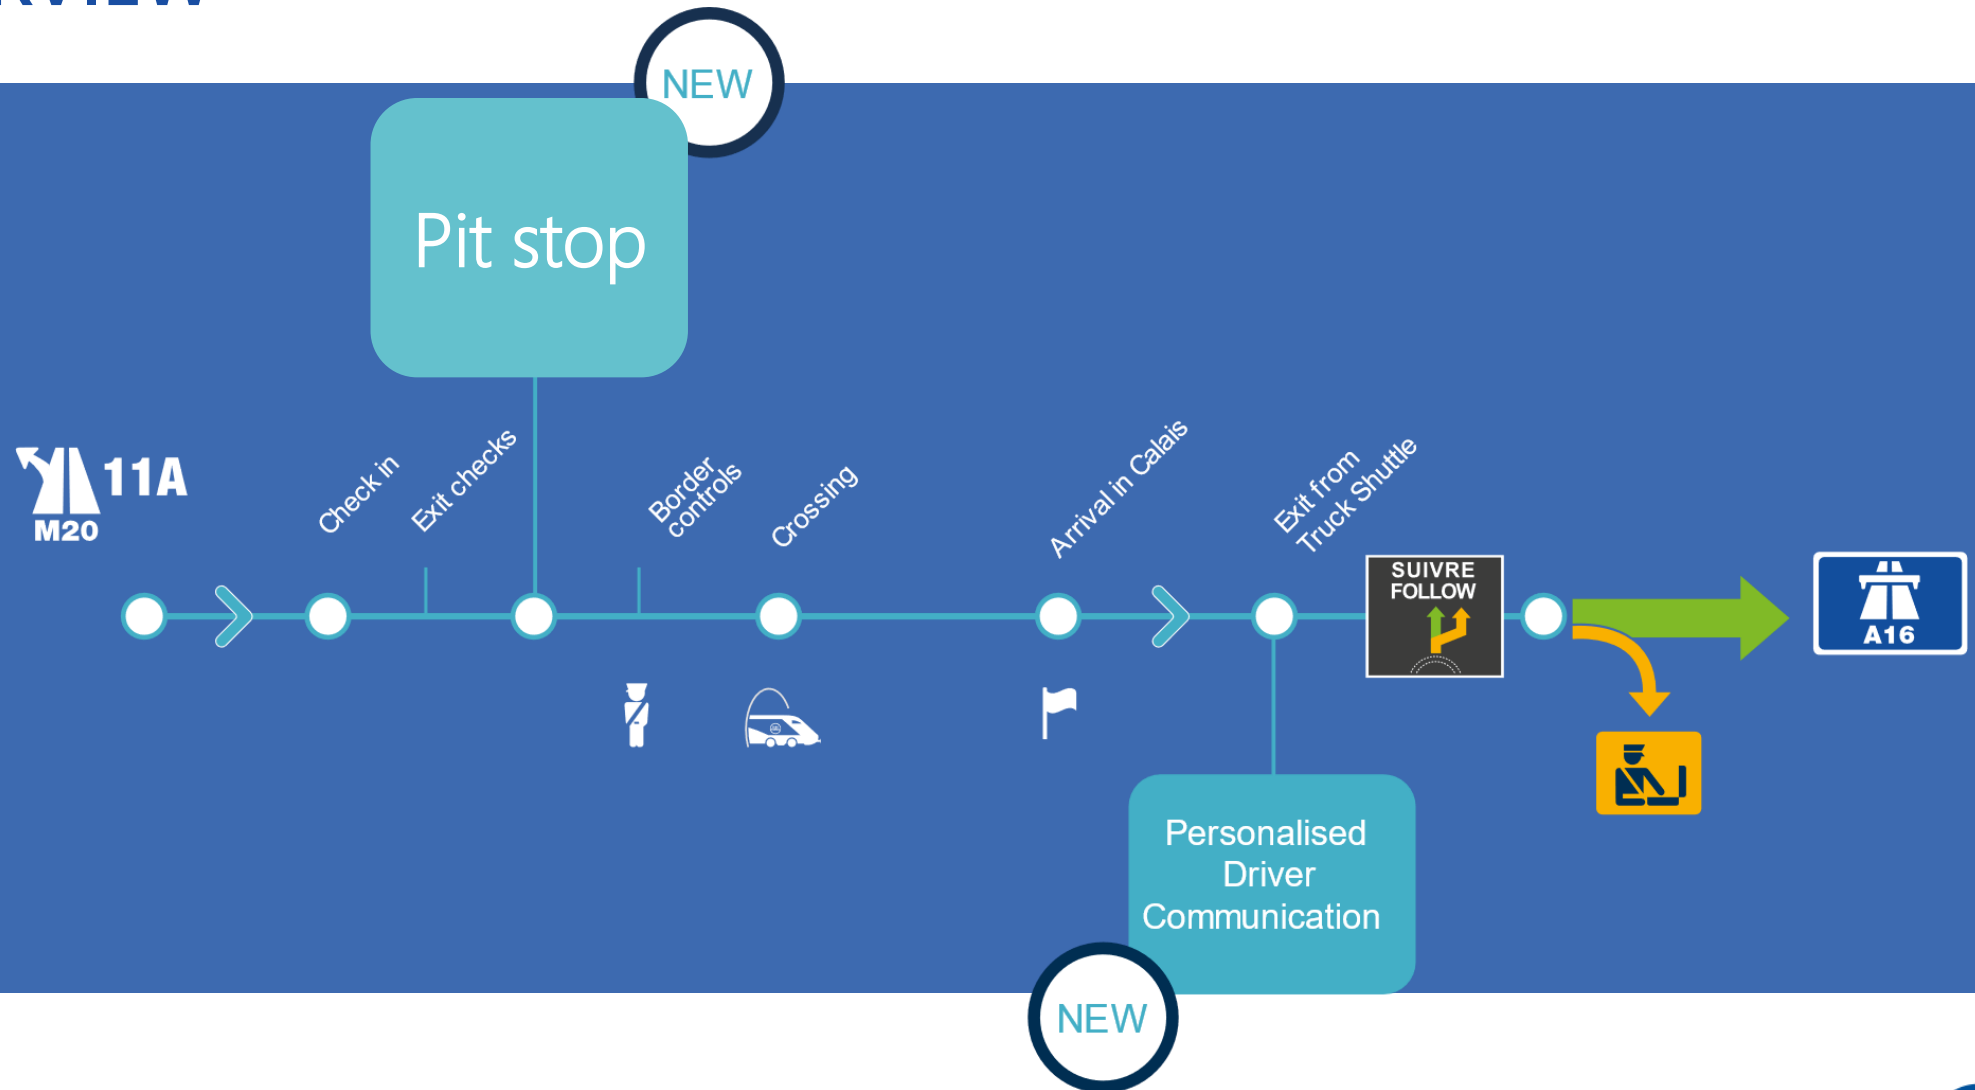 RVIEW
NEW
Pit stop
11A
M20
Check in
Exit checks
Border
controls
Crossing
Arrival in Calais
Exit from
Truck Shuttle
SUIVRE
FOLLOW
A16
Personalised
Driver
Communication
NEW